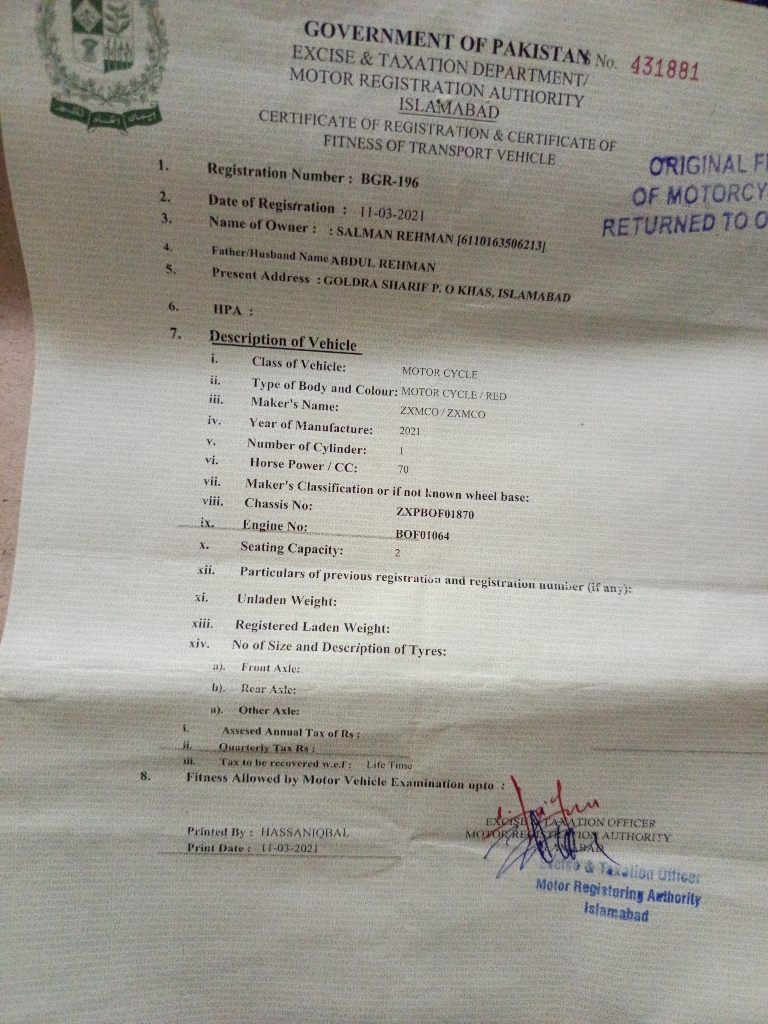 GOVERNMENT OF PAKISTAN
S No. 431881
EXCISE & TAXATION DEPARTMENT/
MOTOR REGISTRATION AUTHORITY
ISLAMABAD
CERTIFICATE OF REGISTRATION & CERTIFICATE OF
FITNESS OF TRANSPORT VEHICLE
ORIGINAL FI
OF MOTORCY
RETURNED TO O
1. Registration Number : BGR-196
2. Date of Registration : 11-03-2021
3. Name of Owner : : SALMAN REHMAN [6110163506213]
4. Father/Husband Name ABDUL REHMAN
5. Present Address : GOLDRA SHARIF P. O KHAS, ISLAMABAD
6. HPA :
7. Description of Vehicle
i. Class of Vehicle: MOTOR CYCLE
ii. Type of Body and Colour: MOTOR CYCLE / RED
iii. Maker's Name: ZXMCO / ZXMCO
iv. Year of Manufacture: 2021
v. Number of Cylinder: 1
vi. Horse Power / CC: 70
vii. Maker's Classification or if not known wheel base:
viii. Chassis No: ZXPBOF01870
ix. Engine No: BOF01064
x. Seating Capacity: 2
xii. Particulars of previous registration and registration number (if any):
xi. Unladen Weight:
xiii. Registered Laden Weight:
xiv. No of Size and Description of Tyres:
a). Front Axle:
b). Rear Axle:
a). Other Axle:
i. Assesed Annual Tax of Rs :
ii. Quarterly Tax Rs :
iii. Tax to be recovered w.e.f : Life Time
8. Fitness Allowed by Motor Vehicle Examination upto :
Printed By : HASSANIQBAL
Print Date : 11-03-2021
EXCISE & TAXATION OFFICER
MOTOR REGISTRATION AUTHORITY
ISLAMABAD
Excise & Taxation Officer
Motor Registering Authority
Islamabad